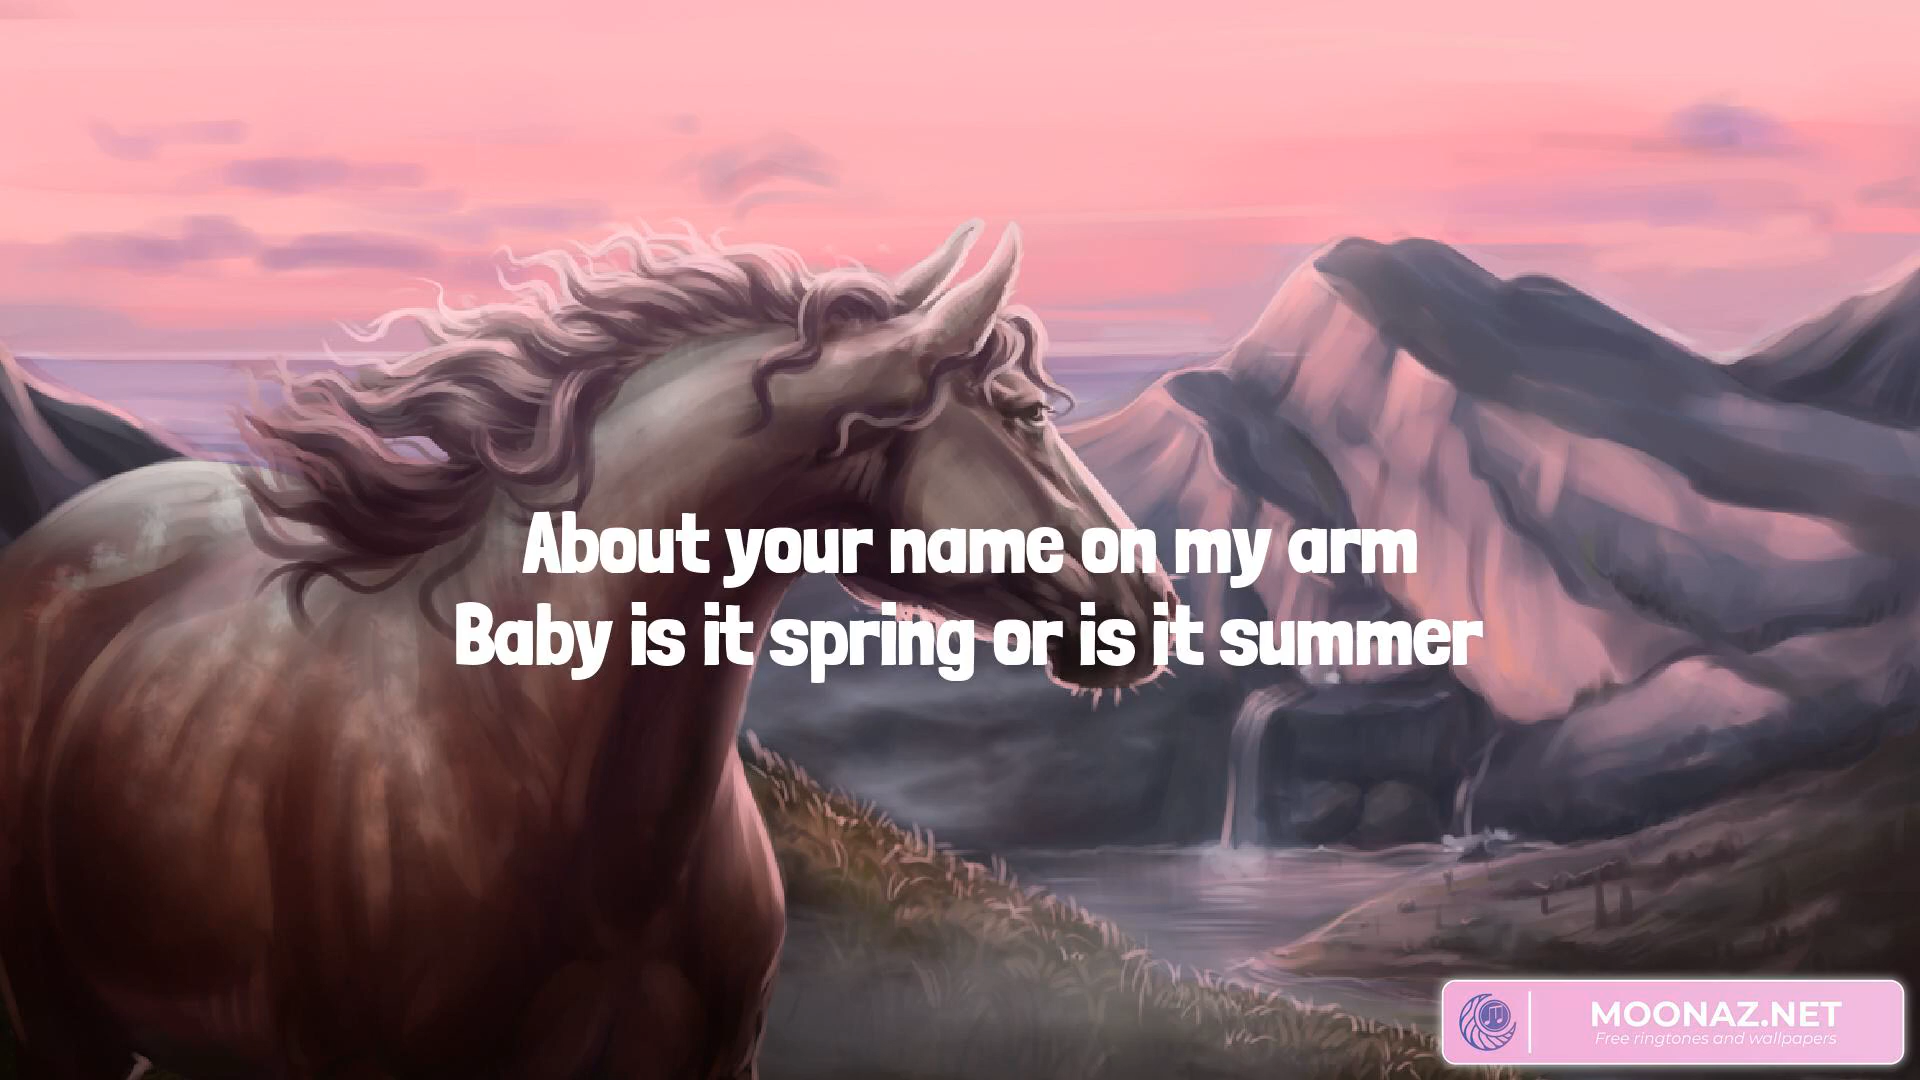 About your name on my arm
Baby is it spring or is it summer
MOONAZ.NET
Free ringtones and wallpapers